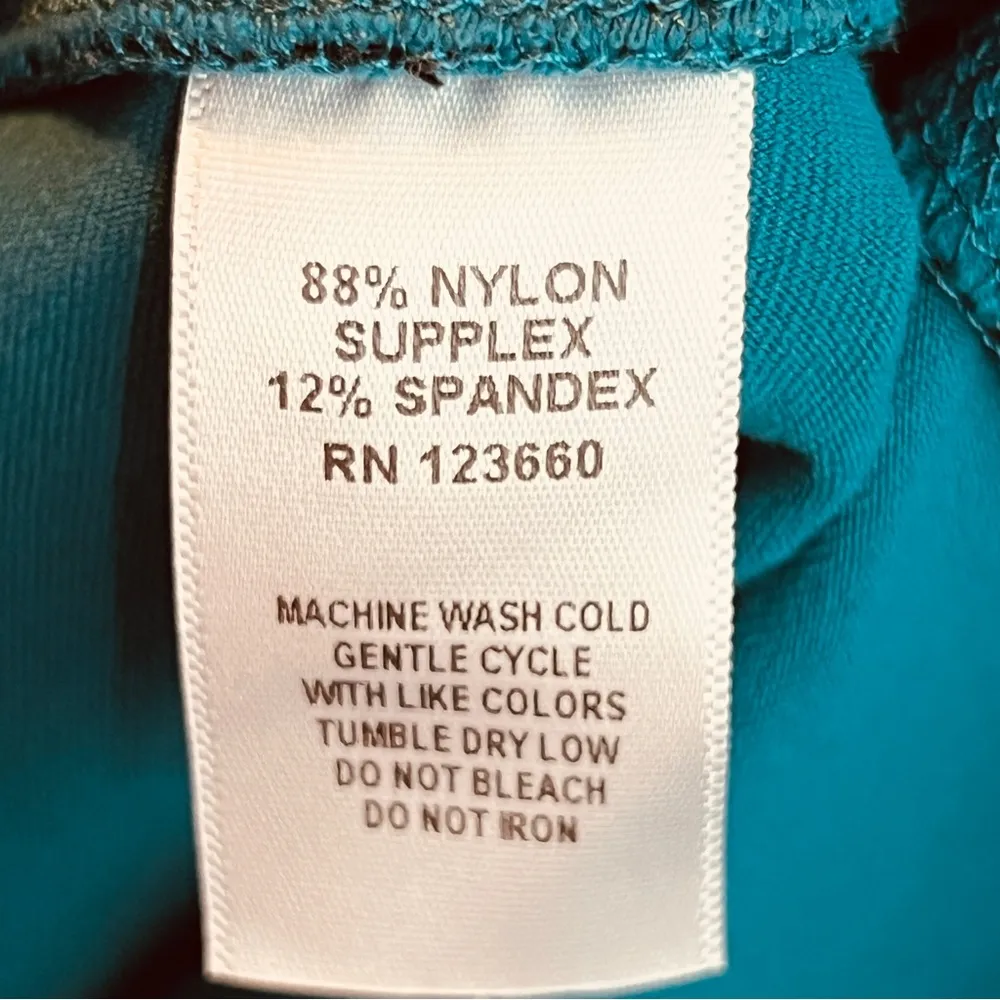 88% NYLON
SUPPLEX
12% SPANDEX
RN 123660
MACHINE WASH COLD
GENTLE CYCLE
WITH LIKE COLORS
TUMBLE DRY LOW
DO NOT BLEACH
DO NOT IRON